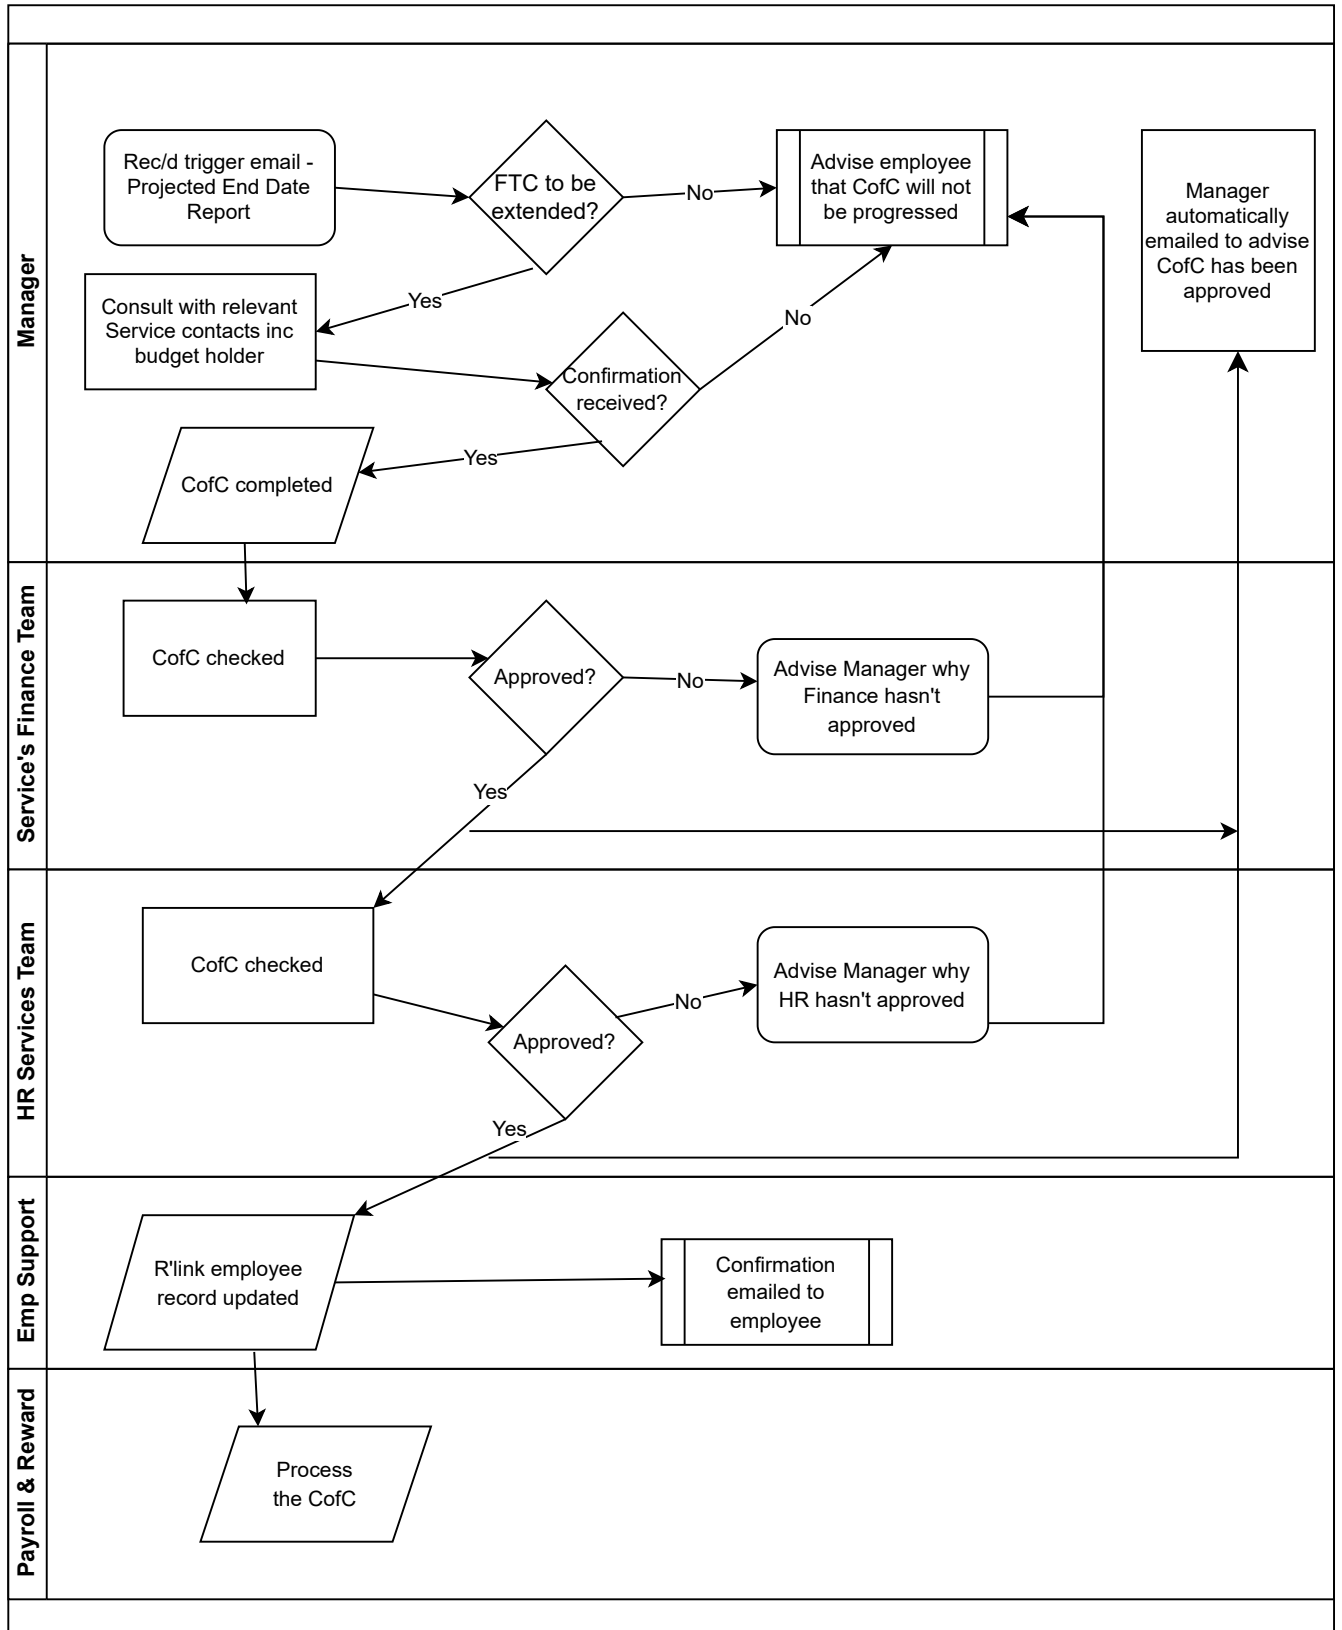 Manager
Rec/d trigger email -
Projected End Date
Report
FTC to be
extended?
No
Advise employee
that CofC will not
be progressed
Manager
automatically
emailed to advise
CofC has been
approved
Yes
Consult with relevant
Service contacts inc
budget holder
Confirmation
received?
No
Yes
CofC completed
Service's Finance Team
CofC checked
Approved?
No
Advise Manager why
Finance hasn't
approved
Yes
HR Services Team
CofC checked
Approved?
No
Advise Manager why
HR hasn't approved
Yes
Emp Support
R'link employee
record updated
Confirmation
emailed to
employee
Payroll & Reward
Process
the CofC